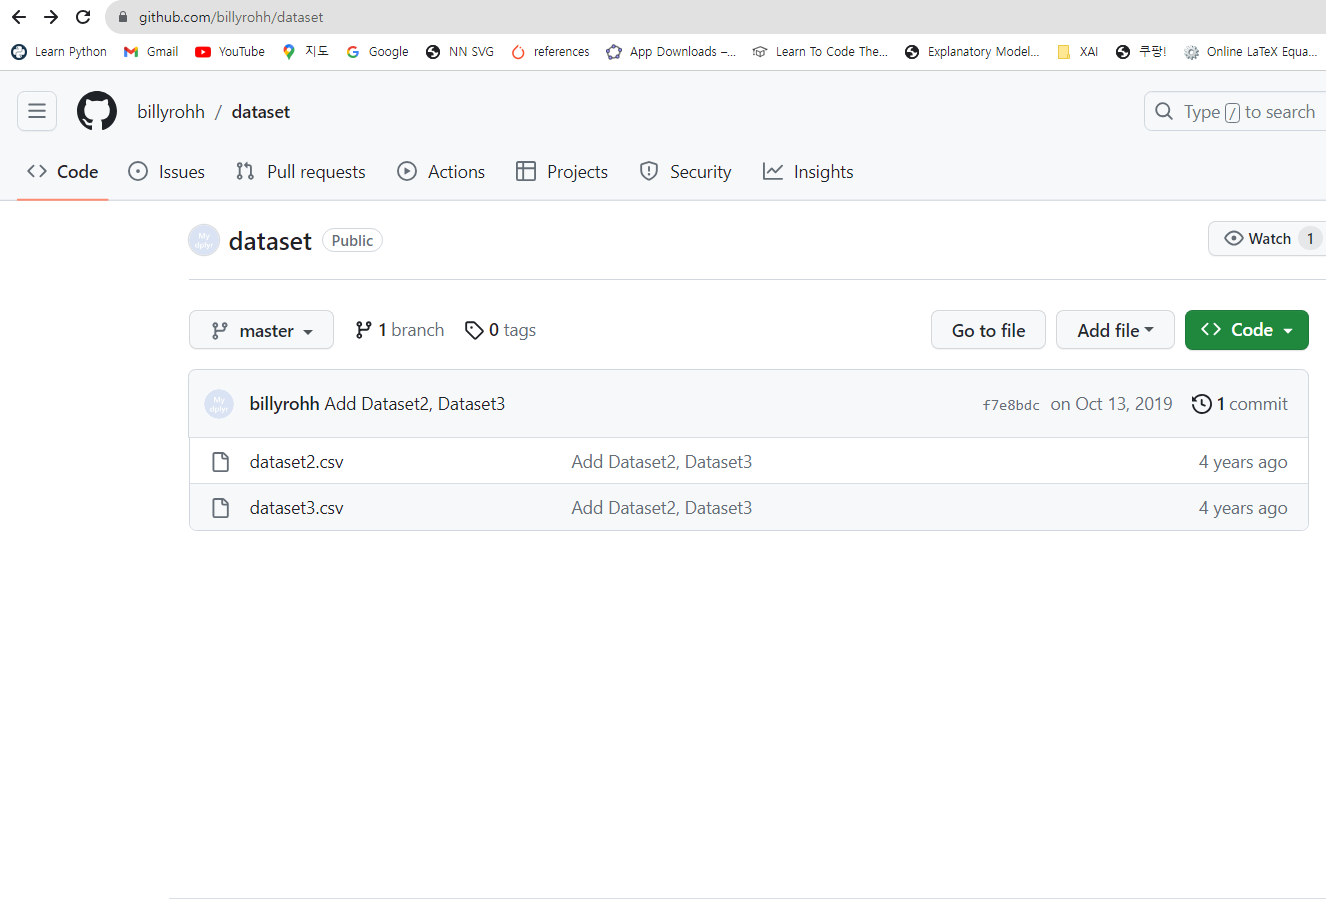 github.com/billyrohh/dataset
Learn Python Gmail YouTube 지도 Google NN SVG references App Downloads –... Learn To Code The... Explanatory Model... XAI 쿠팡! Online LaTeX Equa...
billyrohh / dataset Type / to search
Code Issues Pull requests Actions Projects Security Insights
My dplyr dataset Public Watch 1
master 1 branch 0 tags Go to file Add file Code
My dplyr billyrohh Add Dataset2, Dataset3 f7e8bdc on Oct 13, 2019 1 commit
dataset2.csv Add Dataset2, Dataset3 4 years ago
dataset3.csv Add Dataset2, Dataset3 4 years ago